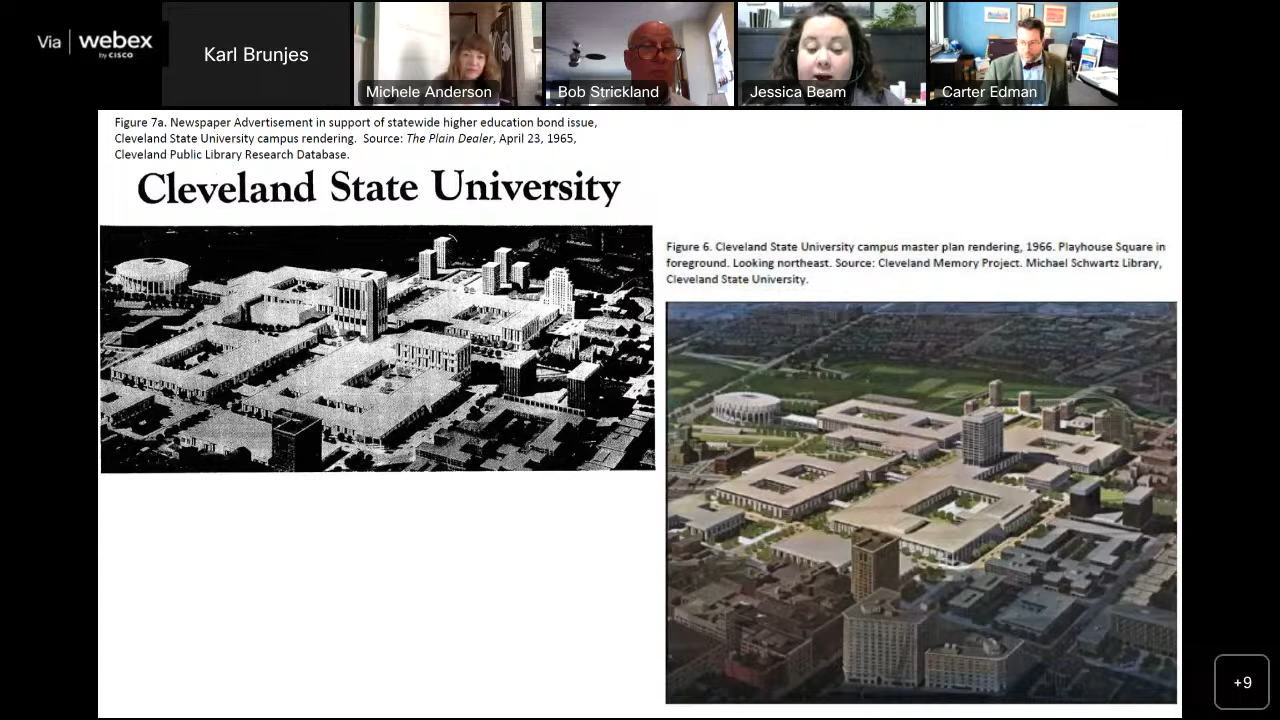 Via webex
by CISCO
Karl Brunjes
Michele Anderson
Bob Strickland
Jessica Beam
Carter Edman
Figure 7a. Newspaper Advertisement in support of statewide higher education bond issue,
Cleveland State University campus rendering. Source: The Plain Dealer, April 23, 1965,
Cleveland Public Library Research Database.
Cleveland State University
Figure 6. Cleveland State University campus master plan rendering, 1966. Playhouse Square in
foreground. Looking northeast. Source: Cleveland Memory Project. Michael Schwartz Library,
Cleveland State University.
+9